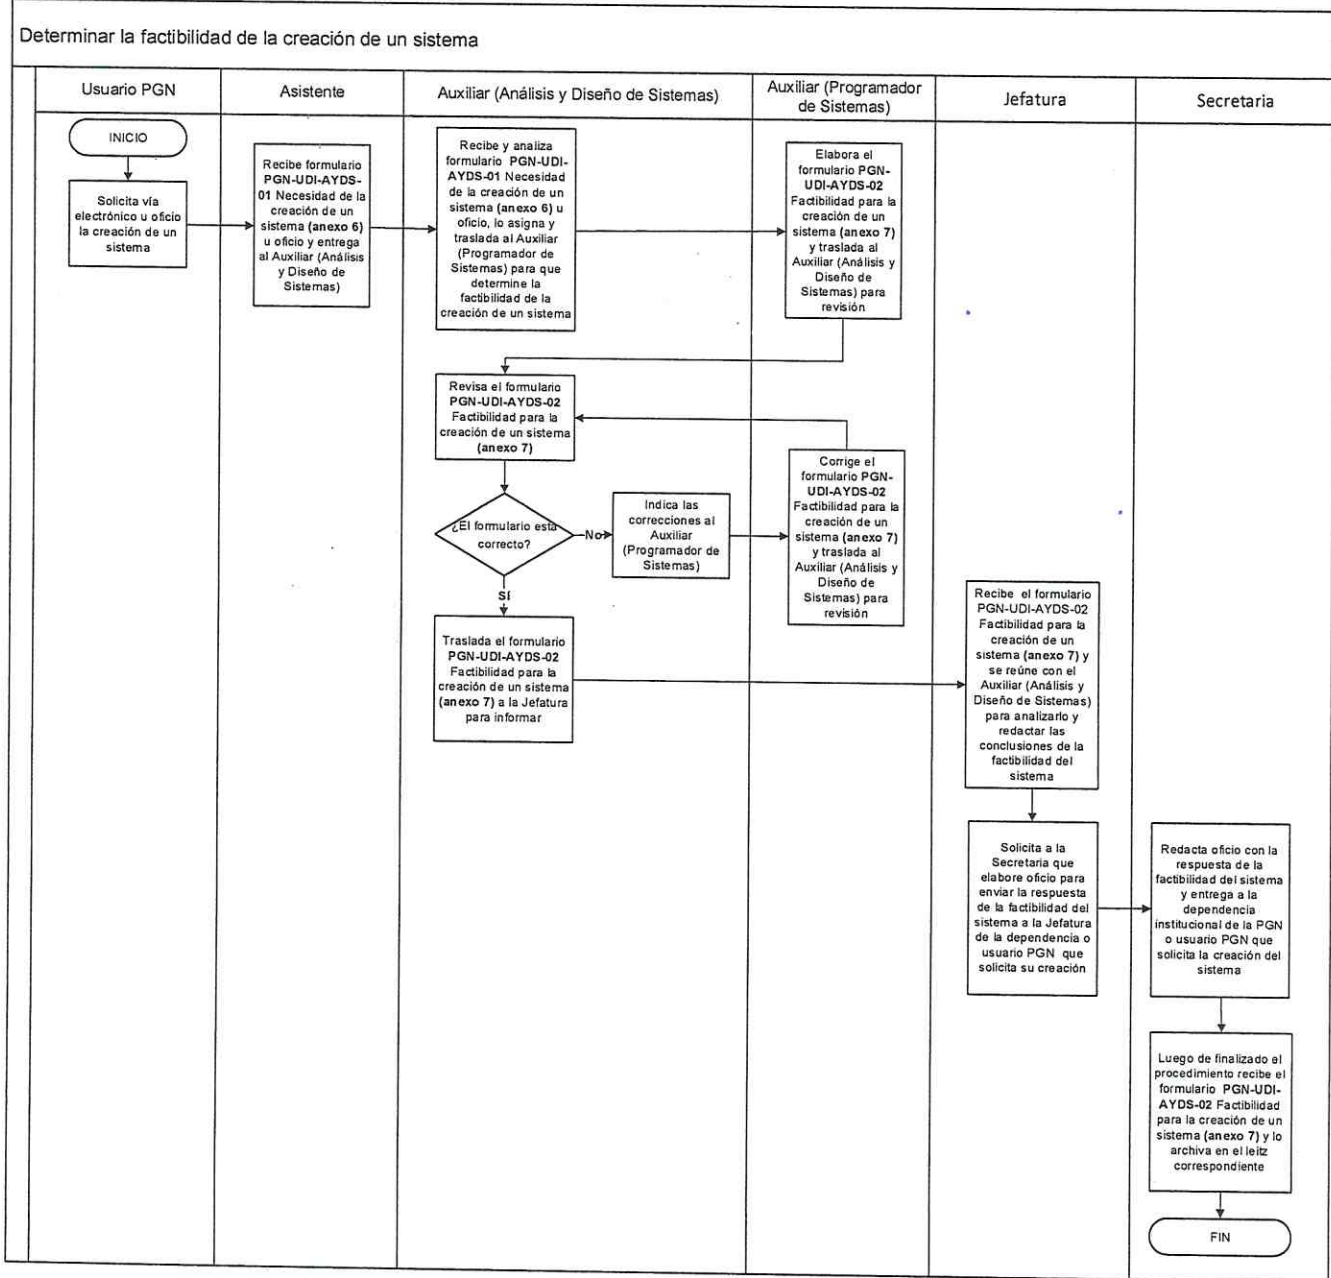 Determinar la factibilidad de la creación de un sistema
Usuario PGN
Asistente
Auxiliar (Análisis y Diseño de Sistemas)
Auxiliar (Programador
de Sistemas)
Jefatura
Secretaria
INICIO
Solicita vía
electrónico u oficio
la creación de un
sistema
Recibe formulario
PGN-UDI-AYDS-
01 Necesidad de la
creación de un
sistema (anexo 6)
u oficio y entrega
al Auxiliar (Análisis
y Diseño de
Sistemas)
Recibe y analiza
formulario PGN-UDI-
AYDS-01 Necesidad
de la creación de un
sistema (anexo 6) u
oficio, lo asigna y
traslada al Auxiliar
(Programador de
Sistemas) para que
determine la
factibilidad de la
creación de un sistema
Elabora el
formulario PGN-
UDI-AYDS-02
Factibilidad para la
creación de un
sistema (anexo 7)
y traslada al
Auxiliar (Análisis y
Diseño de
Sistemas) para
revisión
Revisa el formulario
PGN-UDI-AYDS-02
Factibilidad para la
creación de un sistema
(anexo 7)
¿El formulario esta
correcto?
No
Indica las
correcciones al
Auxiliar
(Programador de
Sistemas)
Corrige el
formulario PGN-
UDI-AYDS-02
Factibilidad para la
creación de un
sistema (anexo 7)
y traslada al
Auxiliar (Análisis y
Diseño de
Sistemas) para
revisión
SÍ
Traslada el formulario
PGN-UDI-AYDS-02
Factibilidad para la
creación de un sistema
(anexo 7) a la Jefatura
para informar
Recibe el formulario
PGN-UDI-AYDS-02
Factibilidad para la
creación de un
sistema (anexo 7) y
se reúne con el
Auxiliar (Análisis y
Diseño de Sistemas)
para analizarlo y
redactar las
conclusiones de la
factibilidad del
sistema
Solicita a la
Secretaria que
elabore oficio para
enviar la respuesta
de la factibilidad del
sistema a la Jefatura
de la dependencia o
usuario PGN que
solicita su creación
Redacta oficio con la
respuesta de la
factibilidad del sistema
y entrega a la
dependencia
institucional de la PGN
o usuario PGN que
solicita la creación del
sistema
Luego de finalizado el
procedimiento recibe el
formulario PGN-UDI-
AYDS-02 Factibilidad
para la creación de un
sistema (anexo 7) y lo
archiva en el leitz
correspondiente
FIN